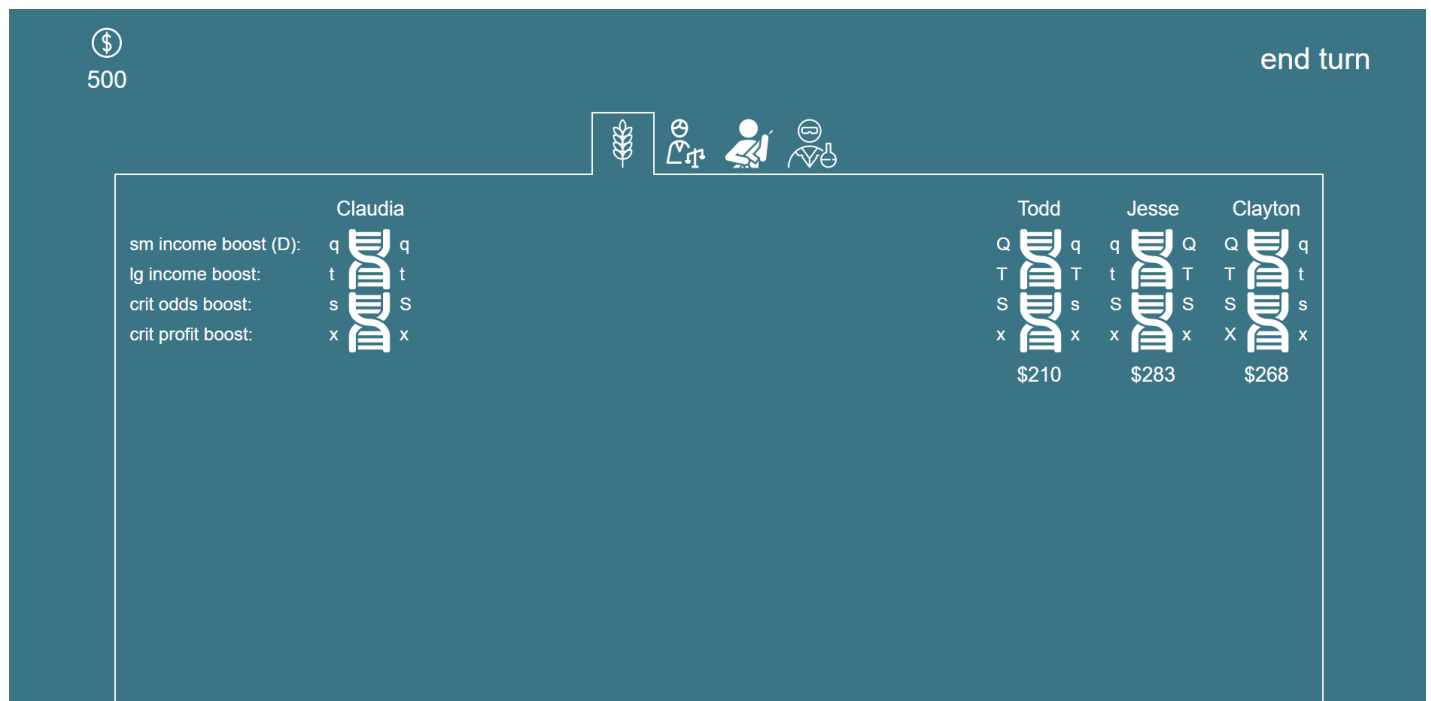 $
500
end turn
Claudia Todd Jesse Clayton
sm income boost (D): q q Q q q Q Q q
lg income boost: t t T T t T T t
crit odds boost: s S S s S S S s
crit profit boost: x x x x x x X x
$210 $283 $268